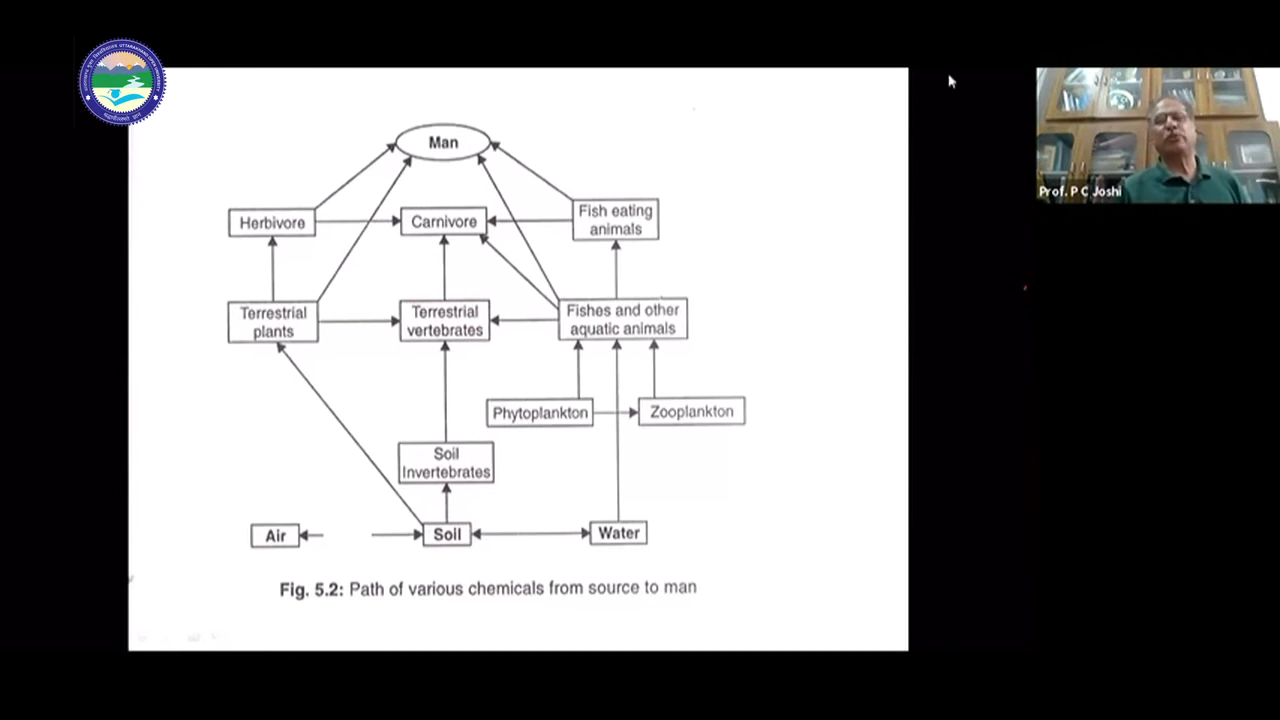 Man
Herbivore
Carnivore
Fish eating
animals
Terrestrial
plants
Terrestrial
vertebrates
Fishes and other
aquatic animals
Phytoplankton
Zooplankton
Soil
Invertebrates
Air
Soil
Water
Fig. 5.2: Path of various chemicals from source to man
Prof. P C Joshi